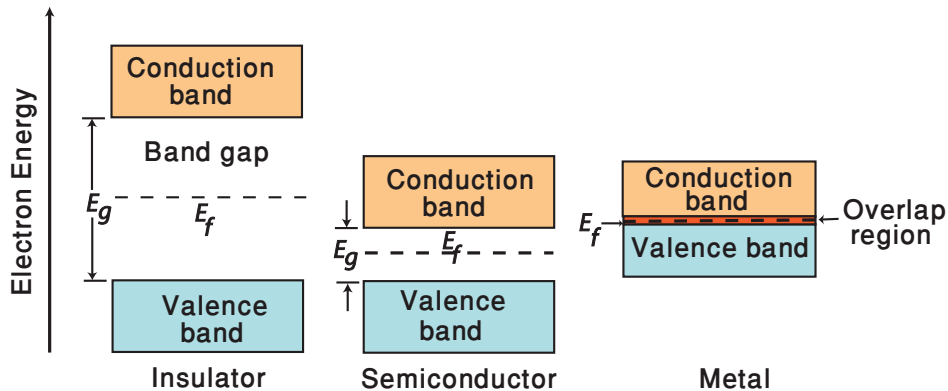 Electron Energy
Conduction
band
Band gap
Eg
Ef
Valence
band
Insulator
Conduction
band
Eg
Ef
Valence
band
Semiconductor
Conduction
band
Ef
Overlap
region
Valence band
Metal